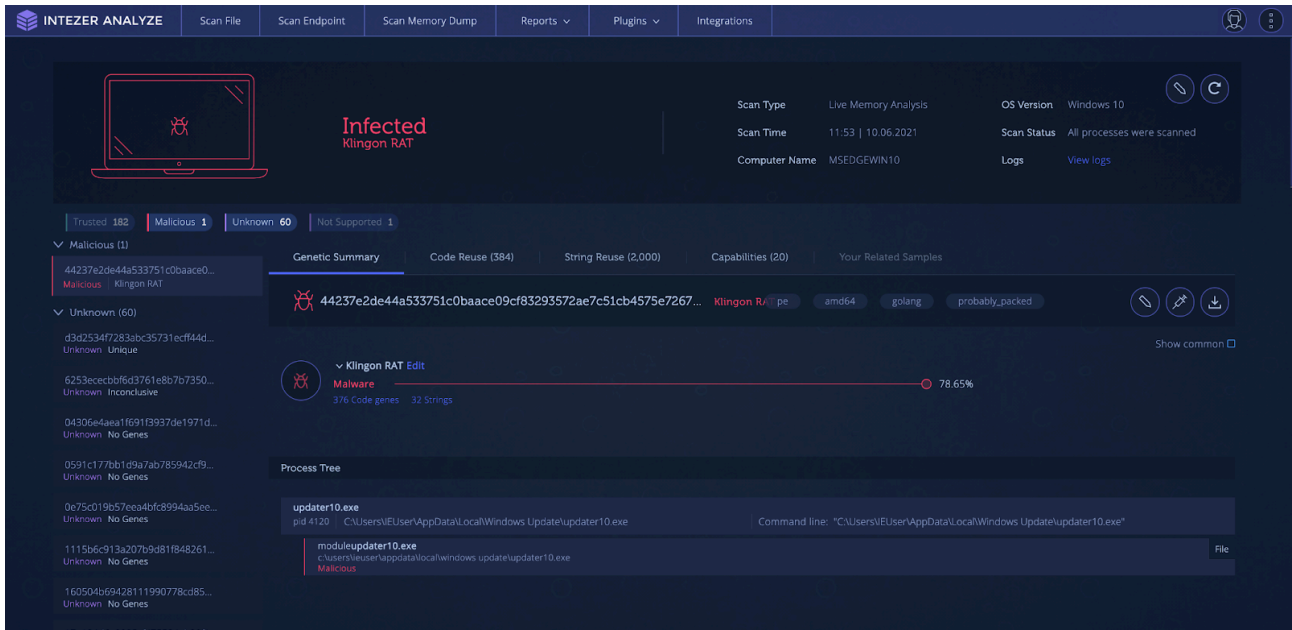 INTEZER ANALYZE Scan File Scan Endpoint Scan Memory Dump Reports Plugins Integrations
Infected
Klingon RAT
Scan Type Live Memory Analysis OS Version Windows 10
Scan Time 11:53 | 10.06.2021 Scan Status All processes were scanned
Computer Name MSEDGEWIN10 Logs View logs
Trusted 182 Malicious 1 Unknown 60 Not Supported 1
Malicious (1)
44237e2de44a533751c0baace0...
Malicious Klingon RAT
Unknown (60)
d3d2534f7283abc35731ecff44d...
Unknown Unique
6253ececbbf6d3761e8b7b7350...
Unknown Inconclusive
04306e4aea1f691f3937de1971d...
Unknown No Genes
0591c177bb1d9a7ab785942cf9...
Unknown No Genes
0e75c019b57eea4bfc8994aa5ee...
Unknown No Genes
1115b6c913a207b9d81f848261...
Unknown No Genes
160504b69428111990778cd85...
Unknown No Genes
Genetic Summary Code Reuse (384) String Reuse (2,000) Capabilities (20) Your Related Samples
44237e2de44a533751c0baace09cf83293572ae7c51cb4575e7267... Klingon RAT pe amd64 golang probably_packed
Show common
Klingon RAT Edit
Malware 78.65%
376 Code genes 32 Strings
Process Tree
updater10.exe
pid 4120 C:\Users\IEUser\AppData\Local\Windows Update\updater10.exe Command line: "C:\Users\IEUser\AppData\Local\Windows Update\updater10.exe"
moduleupdater10.exe File
c:\users\ieuser\appdata\local\windows update\updater10.exe
Malicious